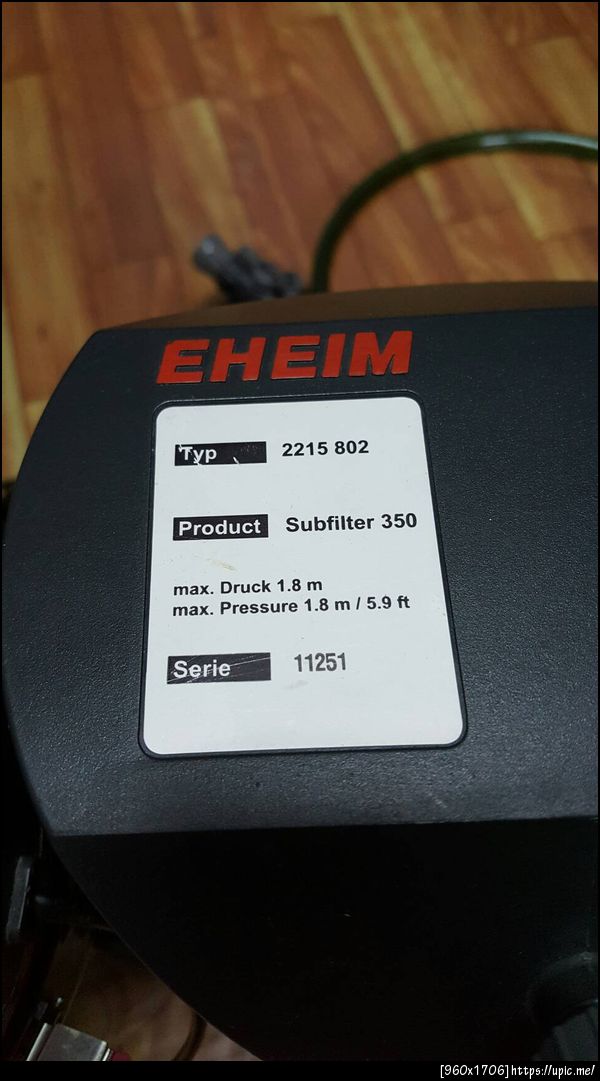 EHEIM
Typ 2215 802
Product Subfilter 350
max. Druck 1.8 m
max. Pressure 1.8 m / 5.9 ft
Serie 11251
[960x1706]https://upic.me/